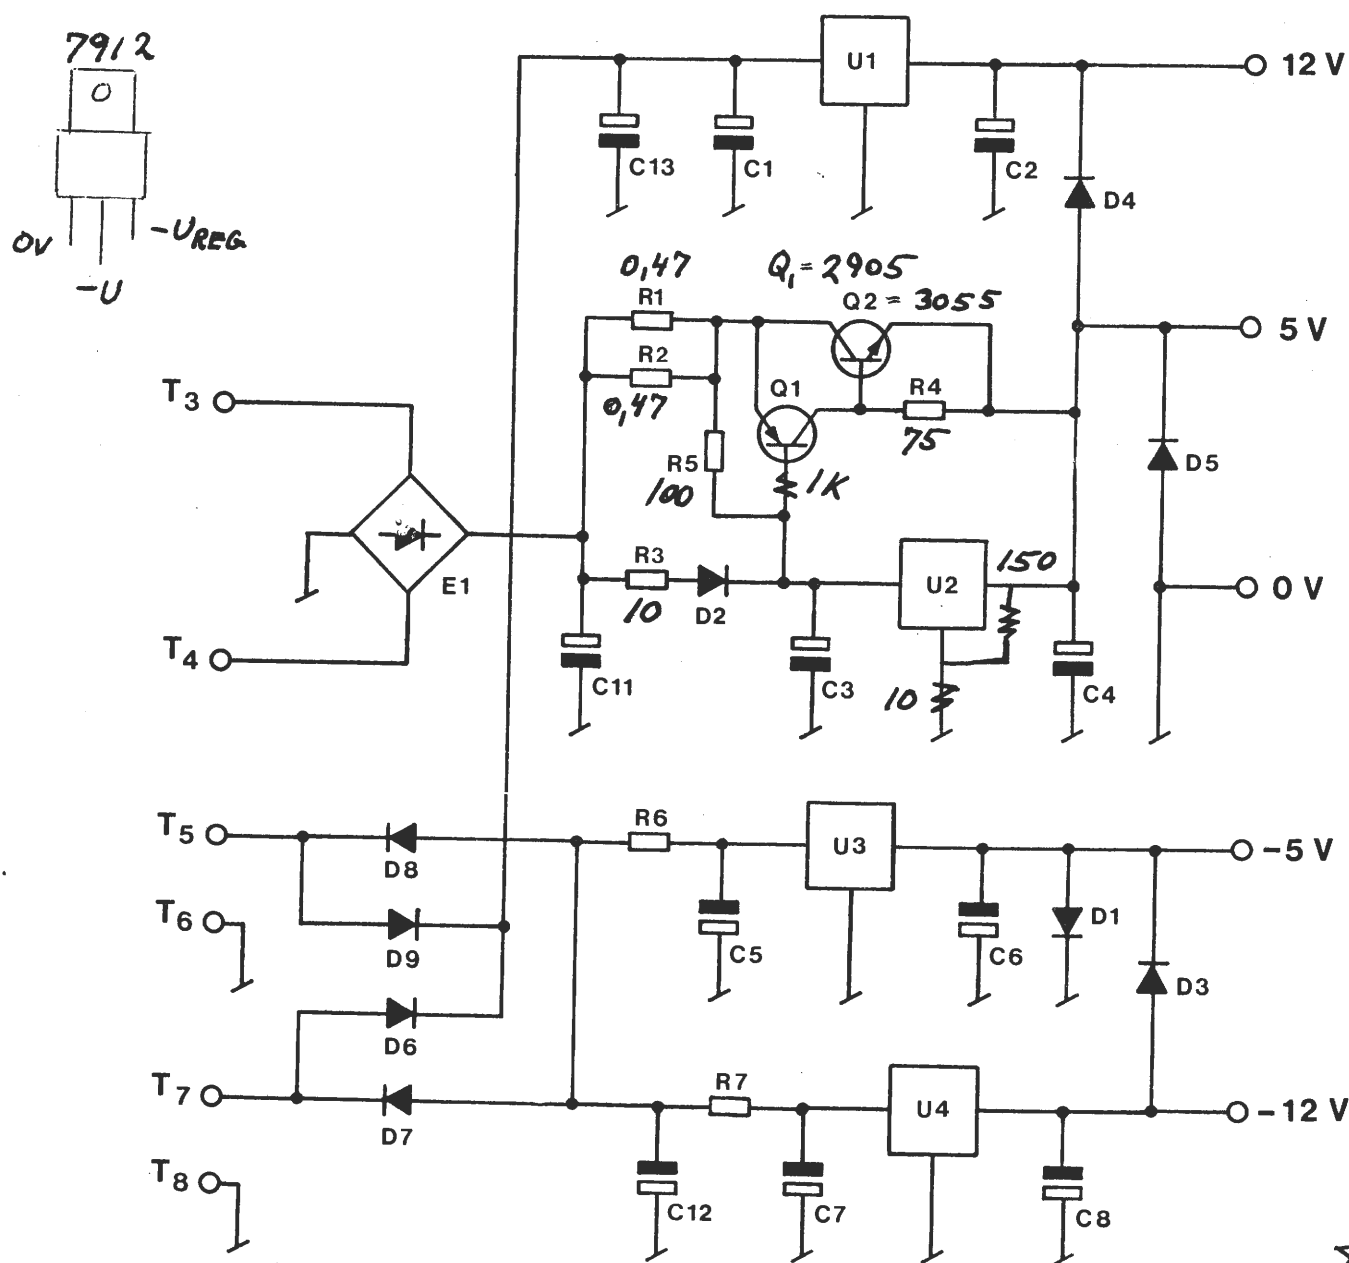 7912
0V
-U
-UREG
U1
12 V
C13
C1
C2
D4
0,47
Q1 = 2905
R1
Q2 = 3055
5 V
R2
0,47
Q1
R4
75
T3
R5
100
1K
D5
E1
R3
10
D2
U2
150
0 V
T4
C11
C3
10
C4
T5
D8
R6
U3
-5 V
T6
D9
C5
C6
D1
D3
D6
T7
D7
R7
U4
-12 V
T8
C12
C7
C8